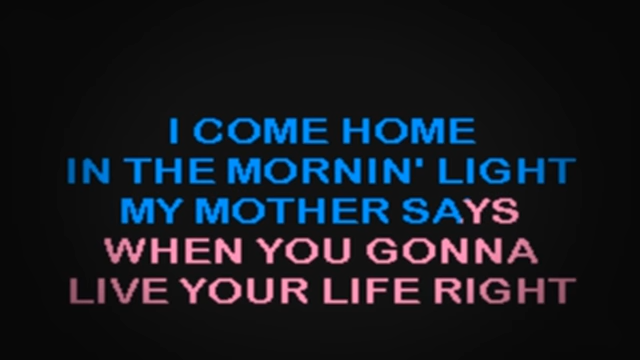 I COME HOME
IN THE MORNIN' LIGHT
MY MOTHER SAYS
WHEN YOU GONNA
LIVE YOUR LIFE RIGHT